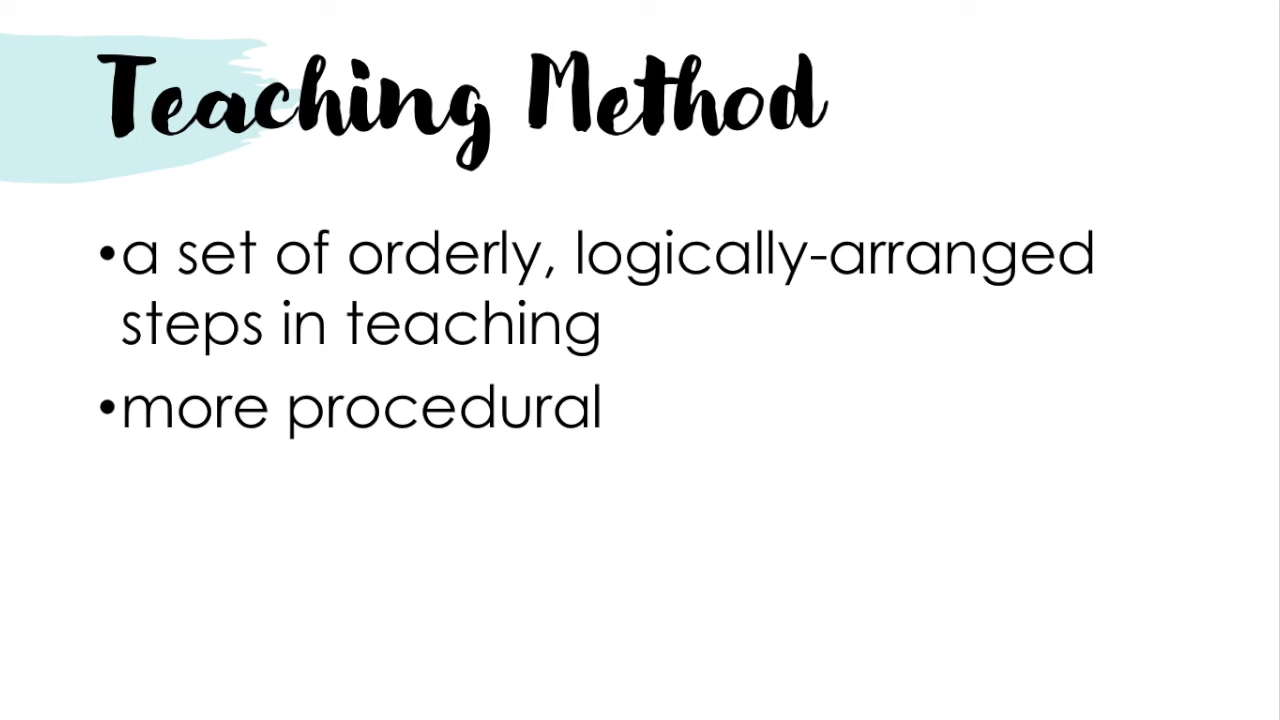 Teaching Method
•a set of orderly, logically-arranged
steps in teaching
•more procedural